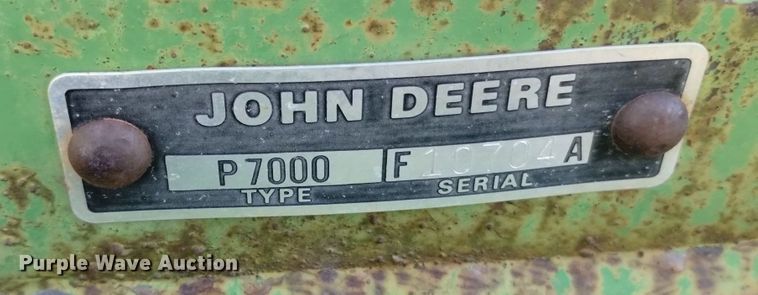 JOHN DEERE
P7000 F 10704 A
TYPE SERIAL
Purple Wave Auction